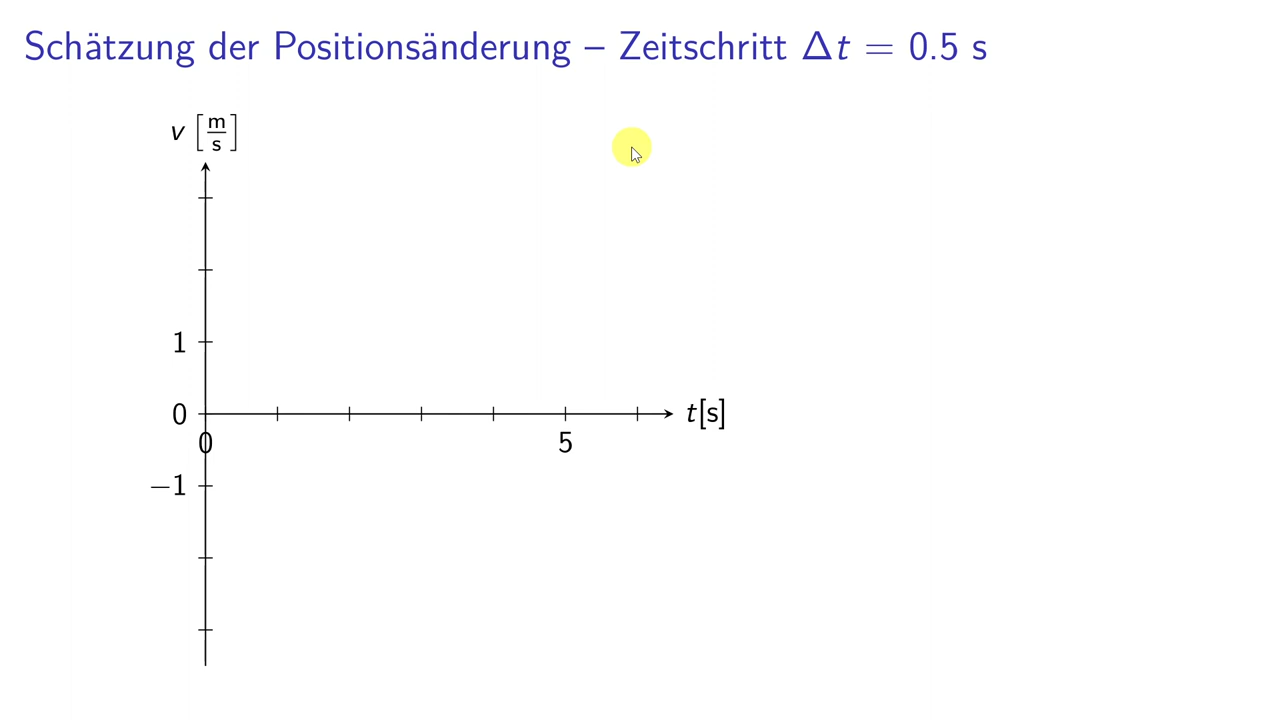 Schätzung der Positionsänderung – Zeitschritt Δt = 0.5 s
v [m/s]
1
0
t[s]
0
5
−1